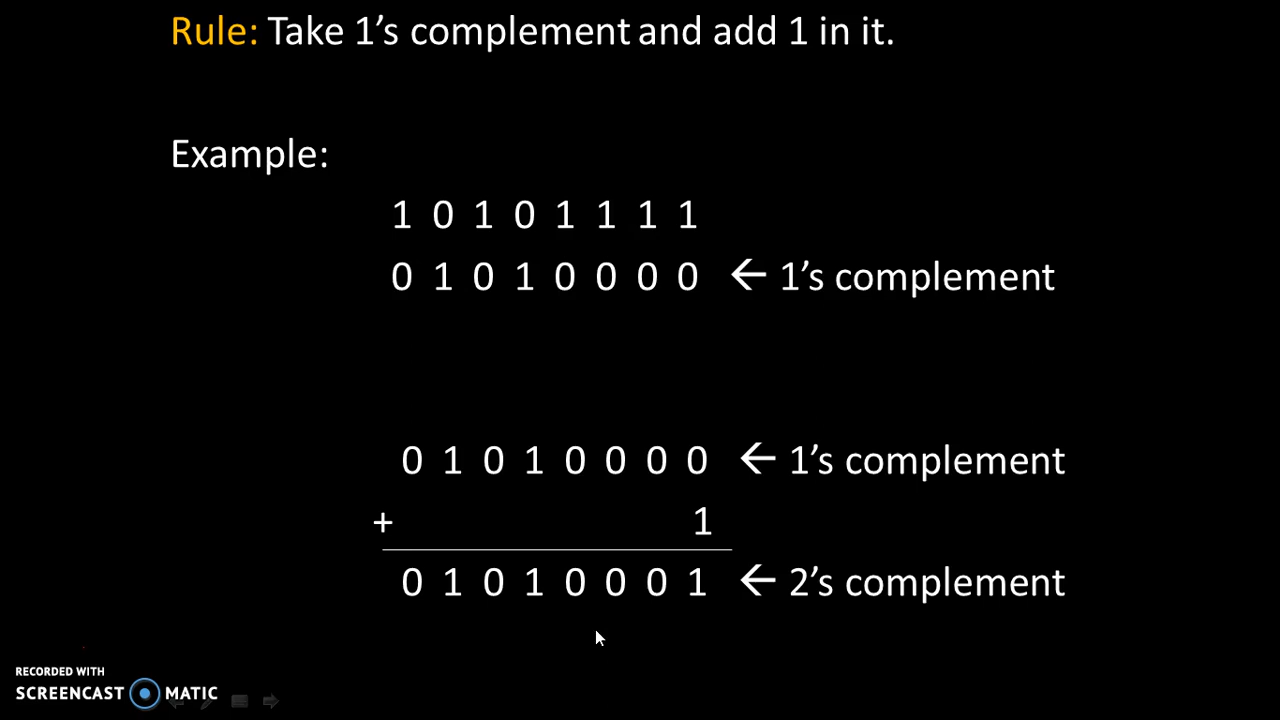 Rule: Take 1's complement and add 1 in it.
Example:
1 0 1 0 1 1 1 1
0 1 0 1 0 0 0 0 ← 1's complement
0 1 0 1 0 0 0 0 ← 1's complement
+ 1
0 1 0 1 0 0 0 1 ← 2's complement
RECORDED WITH
SCREENCAST MATIC